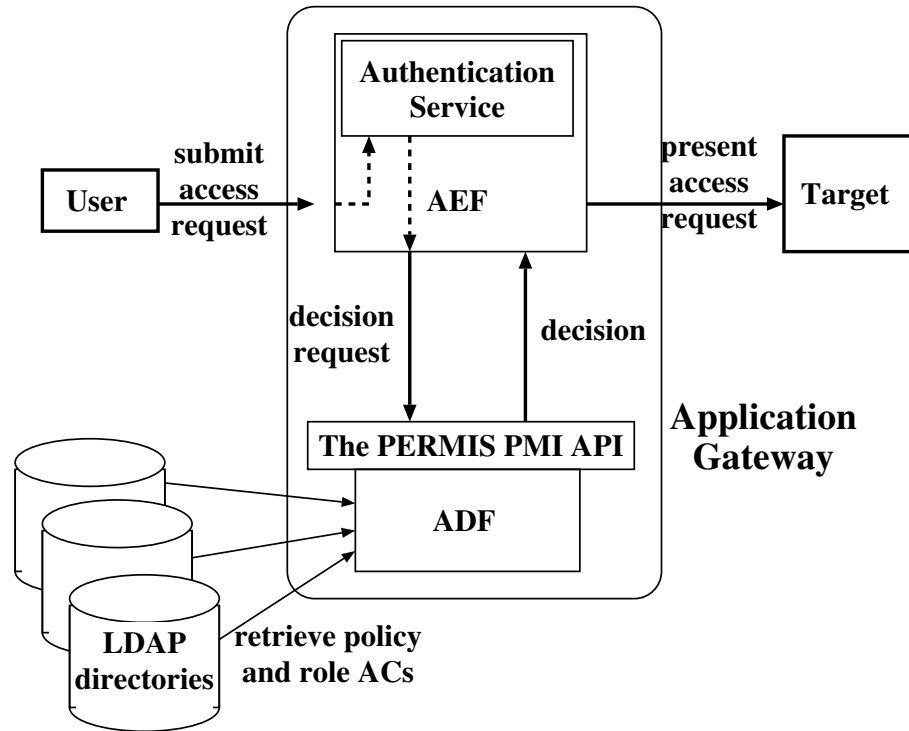 Authentication
Service
submit
access
request
User
AEF
present
access
request
Target
decision
request
decision
The PERMIS PMI API
Application
Gateway
ADF
LDAP
directories
retrieve policy
and role ACs